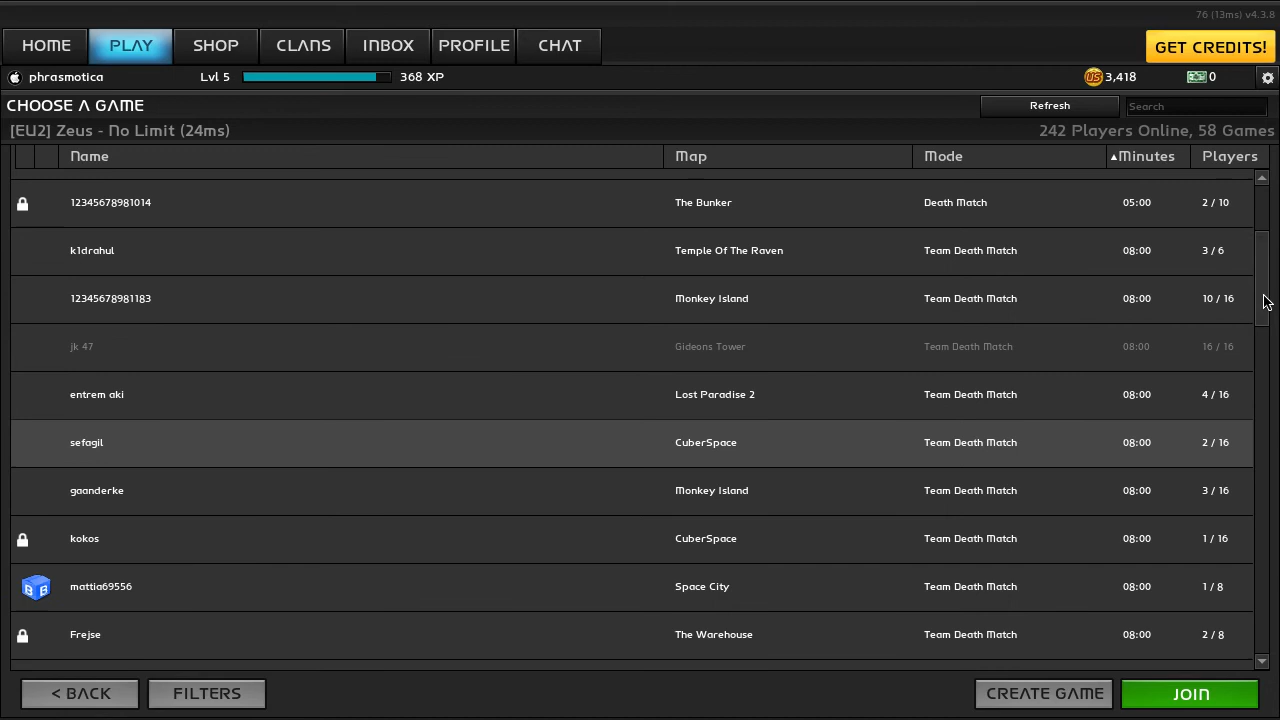 76 (13ms) v4.3.8
HOME PLAY SHOP CLANS INBOX PROFILE CHAT GET CREDITS!
phrasmotica Lvl 5 368 XP US 3,418 0
CHOOSE A GAME Refresh Search
[EU2] Zeus - No Limit (24ms) 242 Players Online, 58 Games
Name Map Mode Minutes Players
12345678981014 The Bunker Death Match 05:00 2 / 10
k1drahul Temple Of The Raven Team Death Match 08:00 3 / 6
12345678981183 Monkey Island Team Death Match 08:00 10 / 16
jk 47 Gideons Tower Team Death Match 08:00 16 / 16
entrem aki Lost Paradise 2 Team Death Match 08:00 4 / 16
sefagil CuberSpace Team Death Match 08:00 2 / 16
gaanderke Monkey Island Team Death Match 08:00 3 / 16
kokos CuberSpace Team Death Match 08:00 1 / 16
BB mattia69556 Space City Team Death Match 08:00 1 / 8
Frejse The Warehouse Team Death Match 08:00 2 / 8
< BACK FILTERS CREATE GAME JOIN